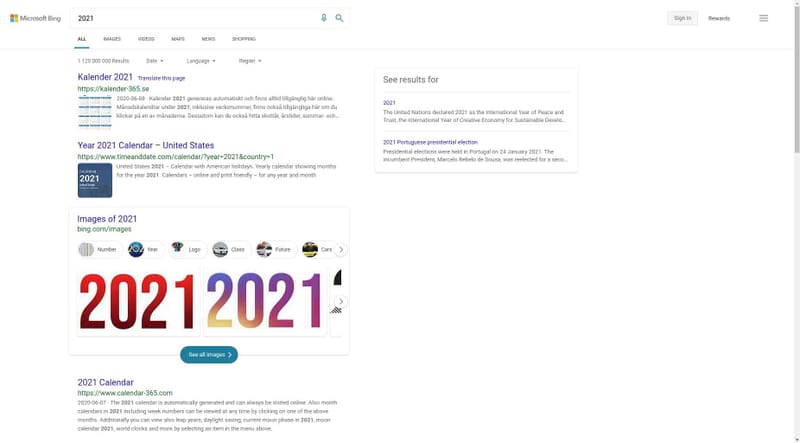 Microsoft Bing
2021
Sign in
Rewards
ALL IMAGES VIDEOS MAPS NEWS SHOPPING
1 120 000 000 Results Date Language Region
Kalender 2021 Translate this page
https://kalender-365.se
2020-06-08 · Kalender 2021 genereras automatiskt och finns alltid tillgänglig här online.
Månadskalendrar under 2021, inklusive veckonummer, finns också tillgängliga här om du
klickar på en av månaderna. Dessutom kan du också hitta skottår, årstider, sommar- och...
Year 2021 Calendar – United States
https://www.timeanddate.com/calendar/?year=2021&country=1
CALENDAR
2021
United States 2021 – Calendar with American holidays. Yearly calendar showing months
for the year 2021. Calendars – online and print friendly – for any year and month
Images of 2021
bing.com/images
Number Year Logo Class Future Cars
2021 2021
See all images
2021 Calendar
https://www.calendar-365.com
2020-06-07 · The 2021 calendar is automatically generated and can always be visited online. Also month
calendars in 2021 including week numbers can be viewed at any time by clicking on one of the above
months. Additionally you can view also leap years, daylight saving, current moon phase in 2021, moon
calendar 2021, world clocks and more by selecting an item in the menu above.
See results for
2021
The United Nations declared 2021 as the International Year of Peace and
Trust, the International Year of Creative Economy for Sustainable Develo...
2021 Portuguese presidential election
Presidential elections were held in Portugal on 24 January 2021. The
incumbent President, Marcelo Rebelo de Sousa, was reelected for a seco...